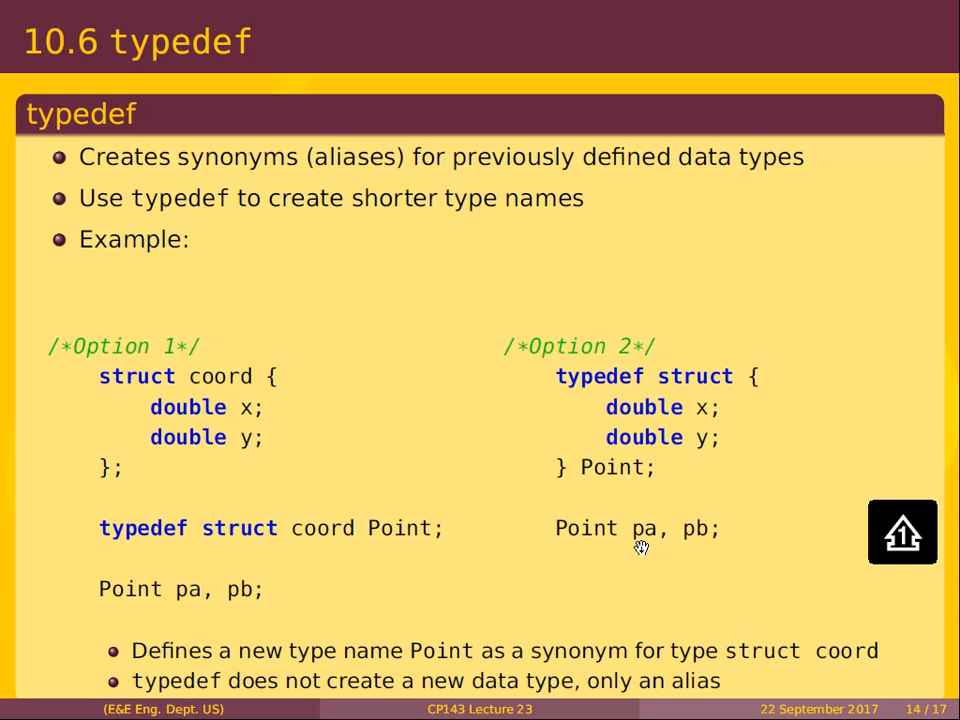 10.6 typedef
typedef
Creates synonyms (aliases) for previously defined data types
Use typedef to create shorter type names
Example:
/*Option 1*/
struct coord {
double x;
double y;
};
typedef struct coord Point;
Point pa, pb;
/*Option 2*/
typedef struct {
double x;
double y;
} Point;
Point pa, pb;
1
Defines a new type name Point as a synonym for type struct coord
typedef does not create a new data type, only an alias
(E&E Eng. Dept. US) CP143 Lecture 23 22 September 2017 14 / 17